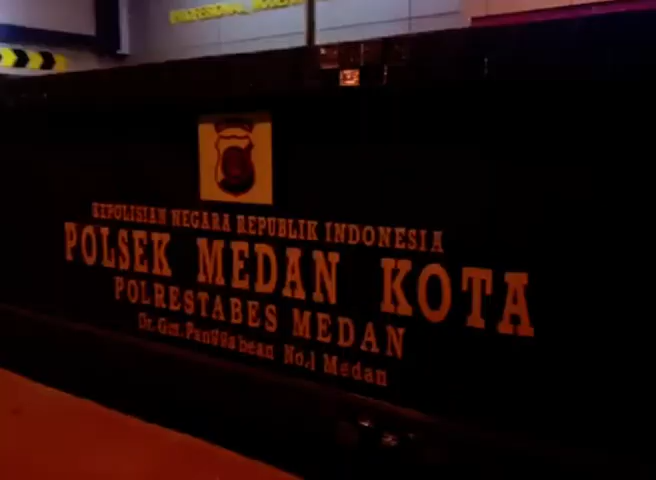 KEPOLISIAN NEGARA REPUBLIK INDONESIA
POLSEK MEDAN KOTA
POLRESTABES MEDAN
No.1 Medan